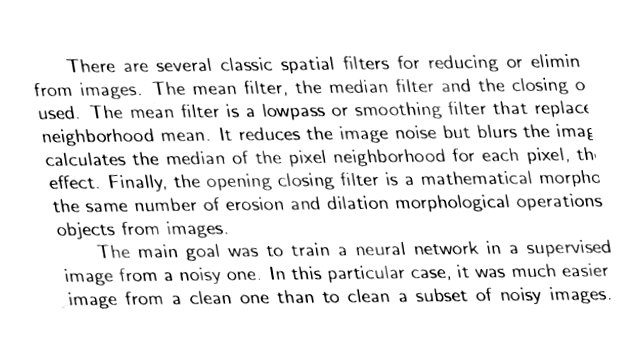 There are several classic spatial filters for reducing or elimin
from images. The mean filter, the median filter and the closing o
used. The mean filter is a lowpass or smoothing filter that replac
neighborhood mean. It reduces the image noise but blurs the imag
calculates the median of the pixel neighborhood for each pixel, th
effect. Finally, the opening closing filter is a mathematical morpho
the same number of erosion and dilation morphological operations
objects from images.
The main goal was to train a neural network in a supervised
image from a noisy one. In this particular case, it was much easier
image from a clean one than to clean a subset of noisy images.